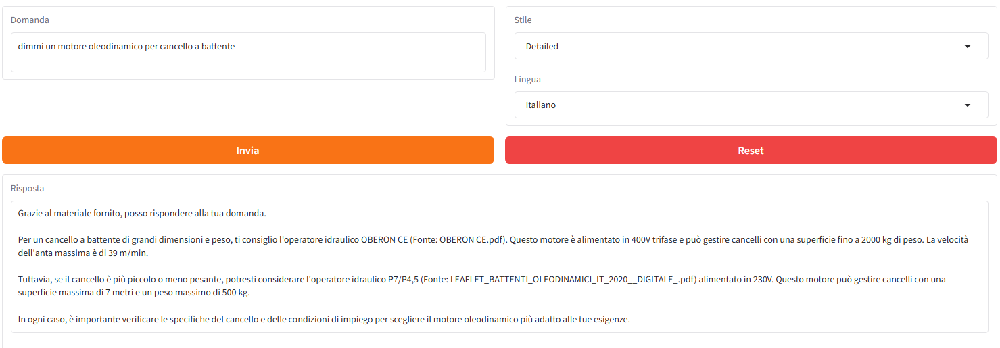 Domanda
dimmi un motore oleodinamico per cancello a battente
Stile
Detailed
Lingua
Italiano
Invia
Reset
Risposta
Grazie al materiale fornito, posso rispondere alla tua domanda.
Per un cancello a battente di grandi dimensioni e peso, ti consiglio l'operatore idraulico OBERON CE (Fonte: OBERON CE.pdf). Questo motore è alimentato in 400V trifase e può gestire cancelli con una superficie fino a 2000 kg di peso. La velocità
dell'anta massima è di 39 m/min.
Tuttavia, se il cancello è più piccolo o meno pesante, potresti considerare l'operatore idraulico P7/P4,5 (Fonte: LEAFLET_BATTENTI_OLEODINAMICI_IT_2020__DIGITALE_.pdf) alimentato in 230V. Questo motore può gestire cancelli con una
superficie massima di 7 metri e un peso massimo di 500 kg.
In ogni caso, è importante verificare le specifiche del cancello e delle condizioni di impiego per scegliere il motore oleodinamico più adatto alle tue esigenze.